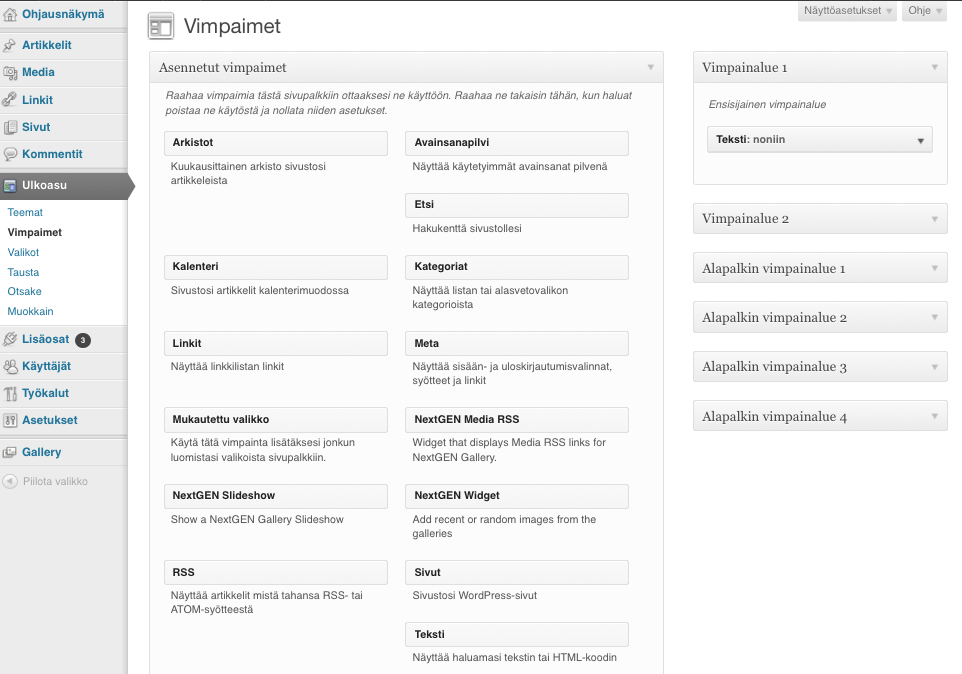 Ohjausnäkymä
Artikkelit
Media
Linkit
Sivut
Kommentit
Ulkoasu
Teemat
Vimpaimet
Valikot
Tausta
Otsake
Muokkain
Lisäosat 3
Käyttäjät
Työkalut
Asetukset
Gallery
Piilota valikko
Näyttöasetukset
Ohje
Vimpaimet
Asennetut vimpaimet
Raahaa vimpaimia tästä sivupalkkiin ottaaksesi ne käyttöön. Raahaa ne takaisin tähän, kun haluat
poistaa ne käytöstä ja nollata niiden asetukset.
Arkistot
Kuukausittainen arkisto sivustosi
artikkeleista
Avainsanapilvi
Näyttää käytetyimmät avainsanat pilvenä
Etsi
Hakukenttä sivustollesi
Kalenteri
Sivustosi artikkelit kalenterimuodossa
Kategoriat
Näyttää listan tai alasvetovalikon
kategorioista
Linkit
Näyttää linkkilistan linkit
Meta
Näyttää sisään- ja uloskirjautumisvalinnat,
syötteet ja linkit
Mukautettu valikko
Käytä tätä vimpainta lisätäksesi jonkun
luomistasi valikoista sivupalkkiin.
NextGEN Media RSS
Widget that displays Media RSS links for
NextGEN Gallery.
NextGEN Slideshow
Show a NextGEN Gallery Slideshow
NextGEN Widget
Add recent or random images from the
galleries
RSS
Näyttää artikkelit mistä tahansa RSS- tai
ATOM-syötteestä
Sivut
Sivustosi WordPress-sivut
Teksti
Näyttää haluamasi tekstin tai HTML-koodin
Vimpainalue 1
Ensisijainen vimpainalue
Teksti: noniin
Vimpainalue 2
Alapalkin vimpainalue 1
Alapalkin vimpainalue 2
Alapalkin vimpainalue 3
Alapalkin vimpainalue 4